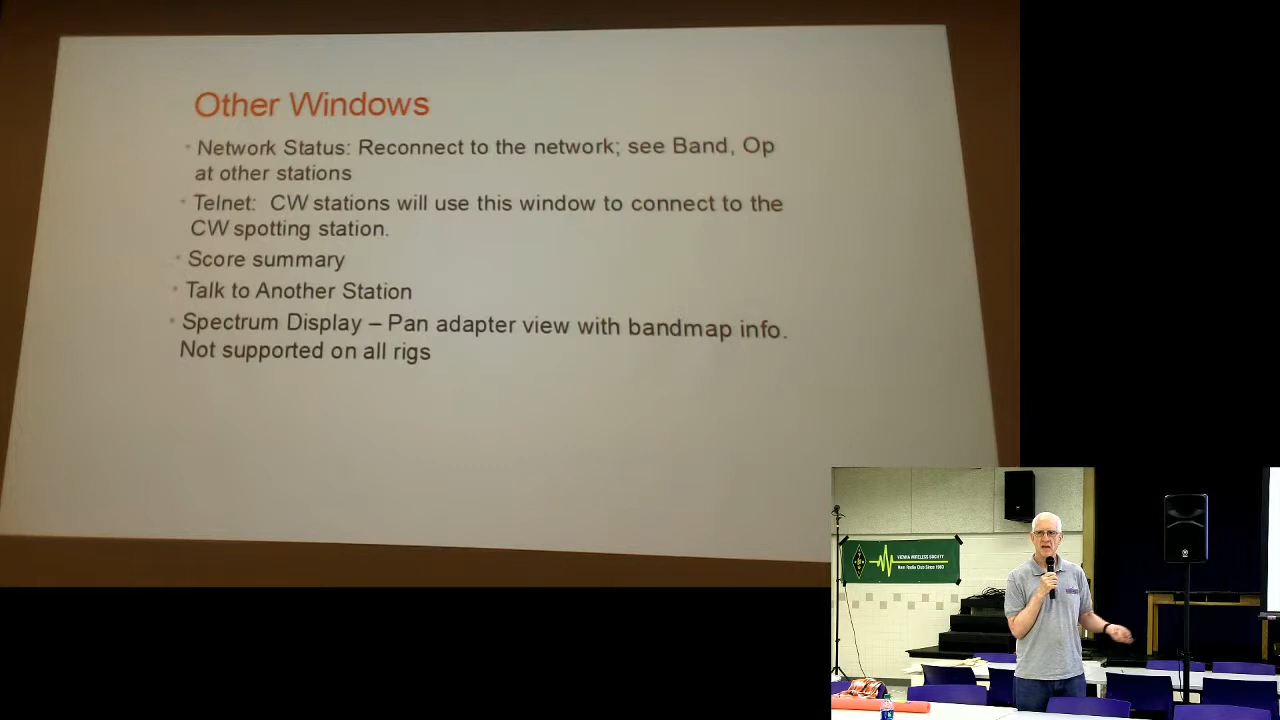 Other Windows
Network Status: Reconnect to the network; see Band, Op
at other stations
Telnet: CW stations will use this window to connect to the
CW spotting station.
Score summary
Talk to Another Station
Spectrum Display – Pan adapter view with bandmap info.
Not supported on all rigs
VIENNA WIRELESS SOCIETY
Ham Radio Club Since 1963